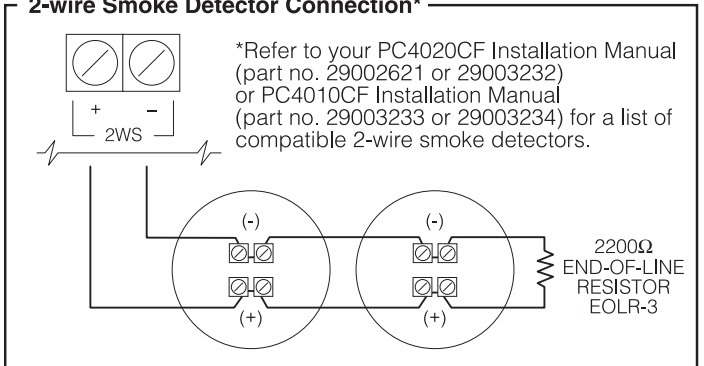 2-wire Smoke Detector Connection*
*Refer to your PC4020CF Installation Manual
(part no. 29002621 or 29003232)
or PC4010CF Installation Manual
(part no. 29003233 or 29003234) for a list of
compatible 2-wire smoke detectors.
+ –
2WS
(-) (-)
2200Ω
END-OF-LINE
RESISTOR
EOLR-3
(+) (+)